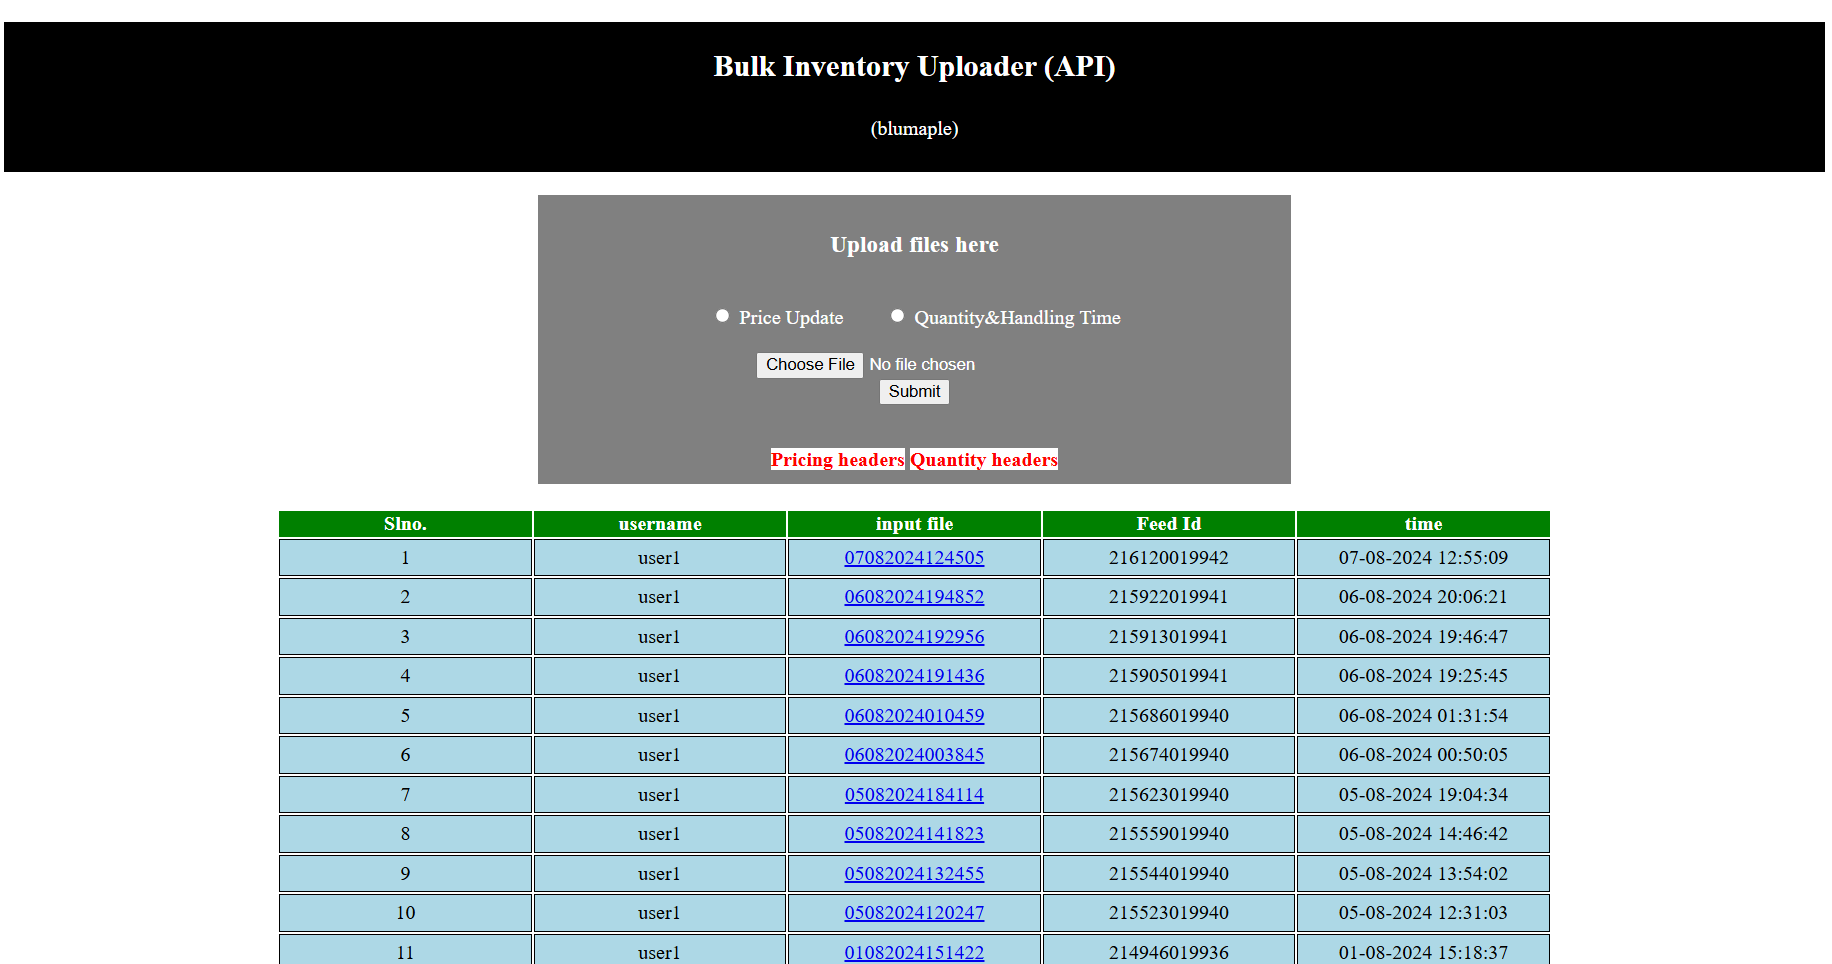 Bulk Inventory Uploader (API)
(blumaple)
Upload files here
Price Update Quantity&Handling Time
Choose File No file chosen
Submit
Pricing headers Quantity headers
Slno. username input file Feed Id time
1 user1 07082024124505 216120019942 07-08-2024 12:55:09
2 user1 06082024194852 215922019941 06-08-2024 20:06:21
3 user1 06082024192956 215913019941 06-08-2024 19:46:47
4 user1 06082024191436 215905019941 06-08-2024 19:25:45
5 user1 06082024010459 215686019940 06-08-2024 01:31:54
6 user1 06082024003845 215674019940 06-08-2024 00:50:05
7 user1 05082024184114 215623019940 05-08-2024 19:04:34
8 user1 05082024141823 215559019940 05-08-2024 14:46:42
9 user1 05082024132455 215544019940 05-08-2024 13:54:02
10 user1 05082024120247 215523019940 05-08-2024 12:31:03
11 user1 01082024151422 214946019936 01-08-2024 15:18:37